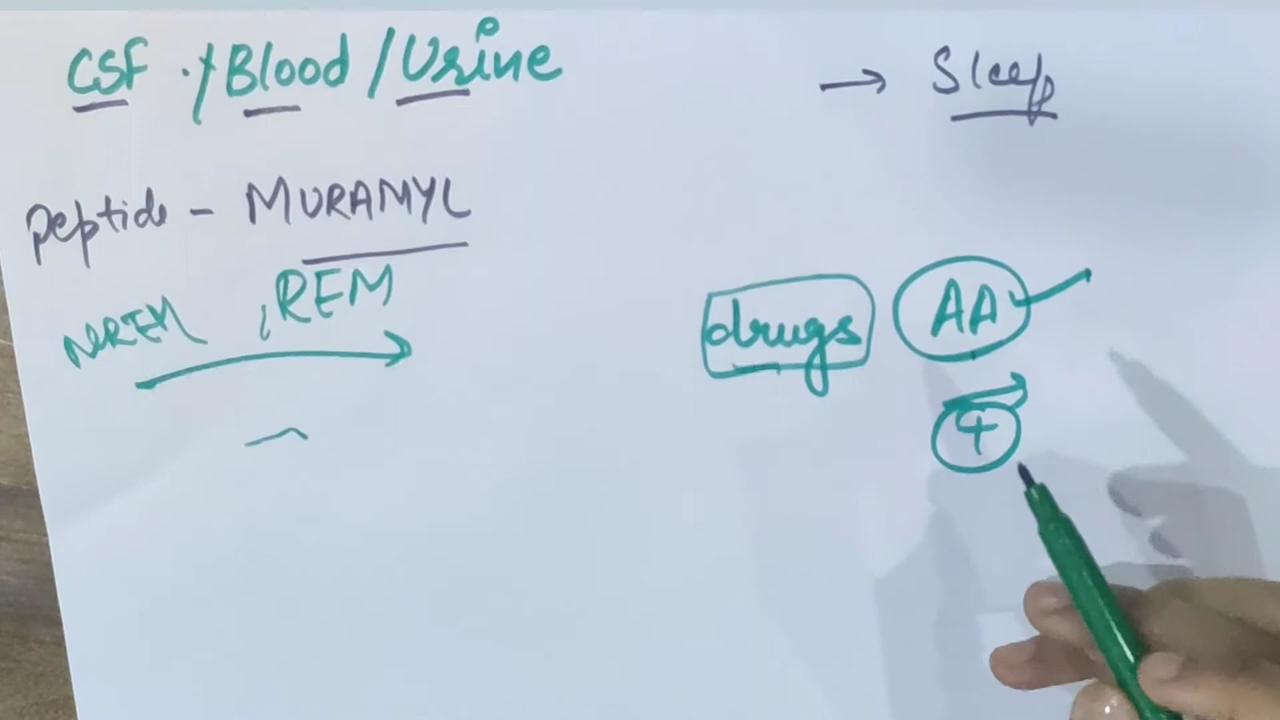 CSF ./Blood/Urine
→ Sleep
peptide - MURAMYL
NREM , REM
drugs AA
+